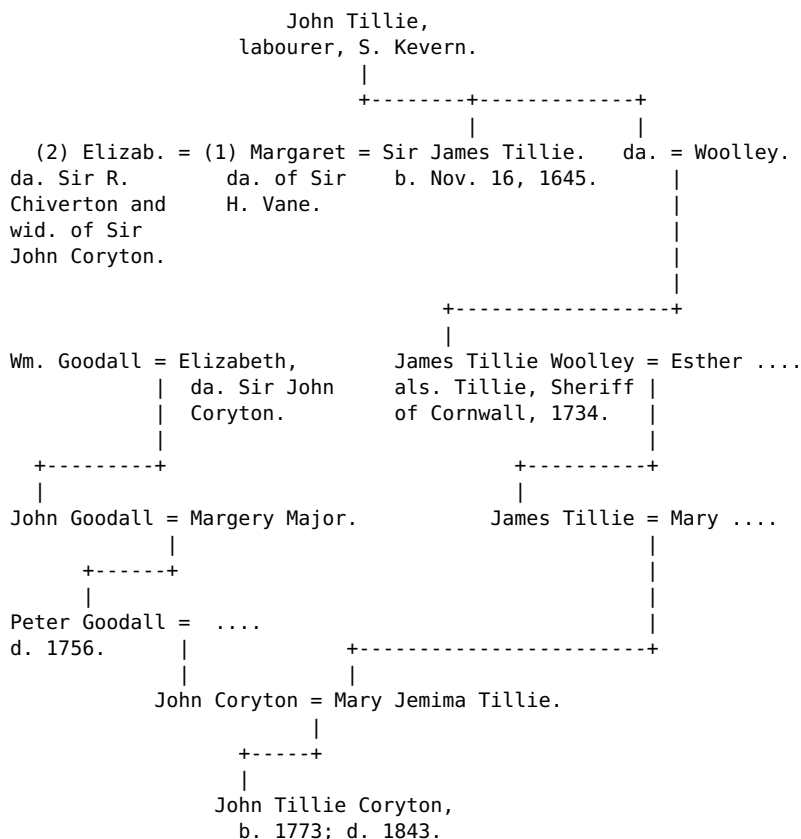 John Tillie,
labourer, S. Kevern.
(2) Elizab. = (1) Margaret = Sir James Tillie. da. = Woolley.
da. Sir R. da. of Sir b. Nov. 16, 1645.
Chiverton and H. Vane.
wid. of Sir
John Coryton.
Wm. Goodall = Elizabeth, James Tillie Woolley = Esther ....
da. Sir John als. Tillie, Sheriff
Coryton. of Cornwall, 1734.
John Goodall = Margery Major. James Tillie = Mary ....
Peter Goodall = ....
d. 1756.
John Coryton = Mary Jemima Tillie.
John Tillie Coryton,
b. 1773; d. 1843.